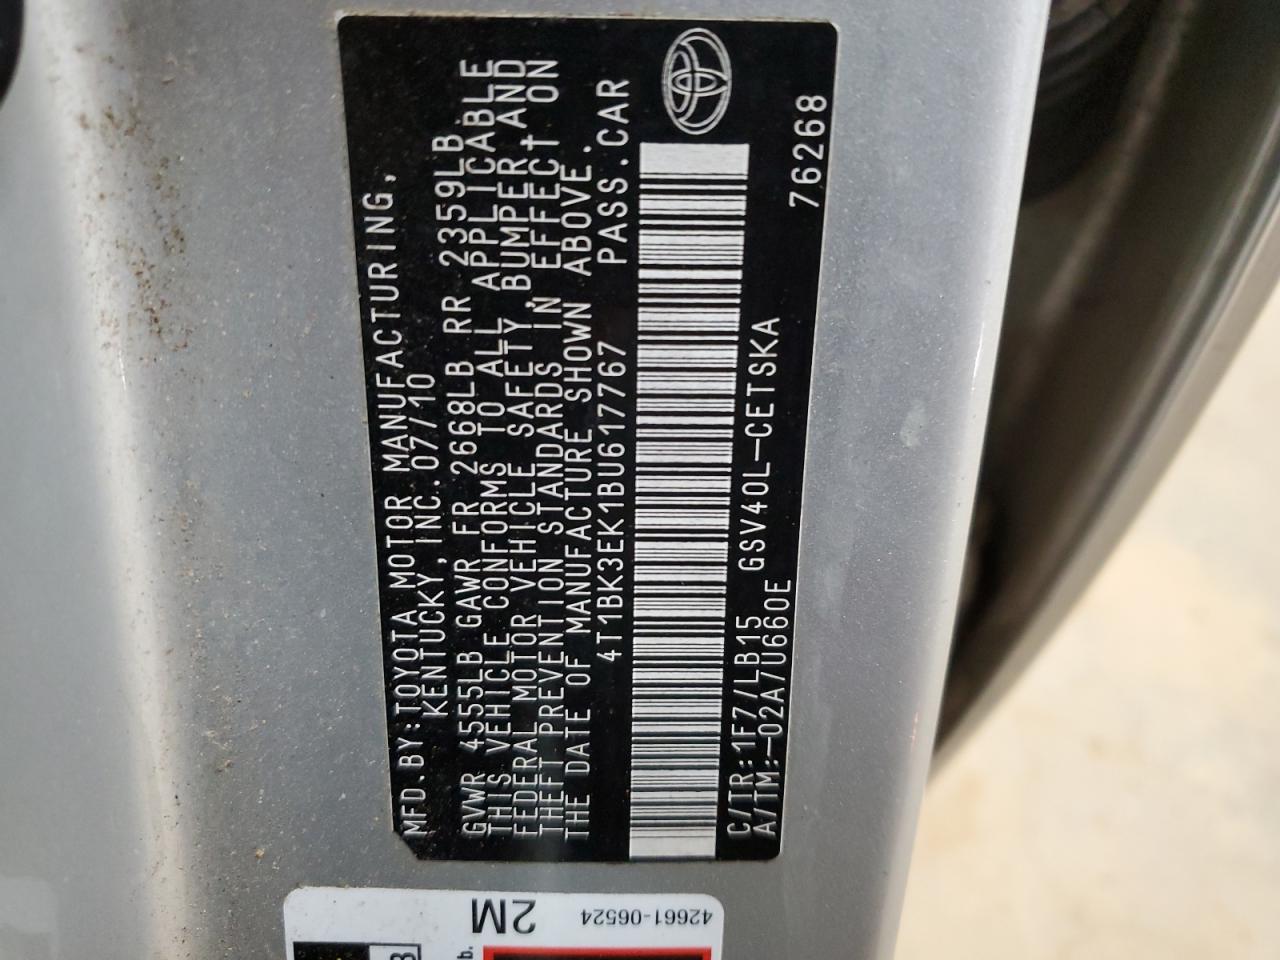 MFD.BY:TOYOTA MOTOR MANUFACTURING,
KENTUCKY, INC. 07/10
GVWR 4555LB GAWR FR 2668LB RR 2359LB
THIS VEHICLE CONFORMS TO ALL APPLICABLE
FEDERAL MOTOR VEHICLE SAFETY,BUMPER,AND
THEFT PREVENTION STANDARDS IN EFFECT ON
THE DATE OF MANUFACTURE SHOWN ABOVE.
4T1BK3EK1BU617767 PASS.CAR
C/TR:1F7/LB15 GSV40L-CETSKA
A/TM:-02A/U660E 76268
2M
42661-06524
b.